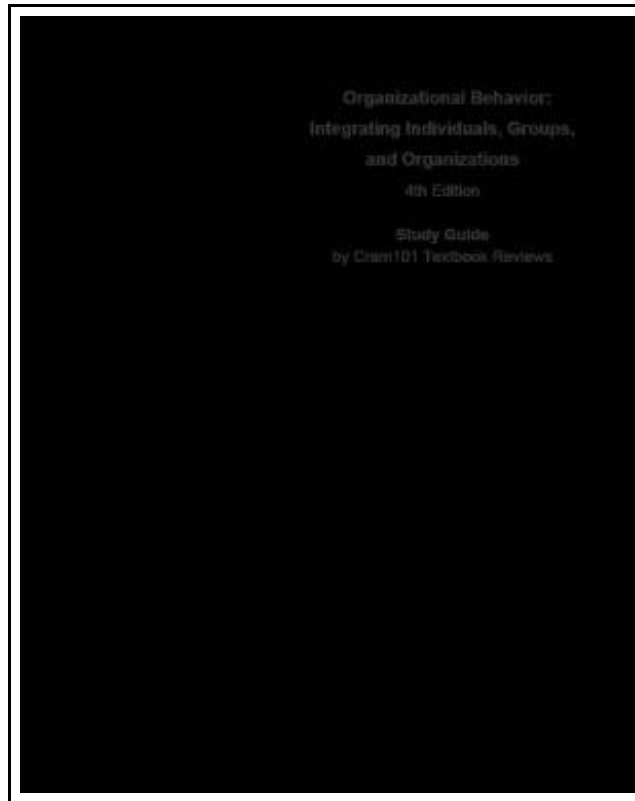 Organizational Behavior:
Integrating Individuals, Groups,
and Organizations
4th Edition
Study Guide
by Cram101 Textbook Reviews